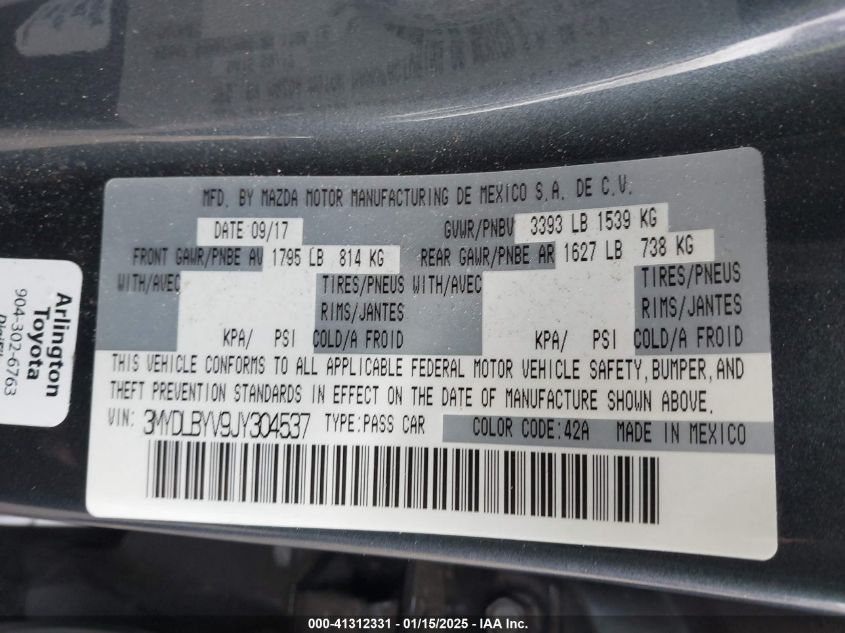 MFD. BY MAZDA MOTOR MANUFACTURING DE MEXICO S.A. DE C.V.
DATE 09/17 GVWR/PNBV 3393 LB 1539 KG
FRONT GAWR/PNBE AV 1795 LB 814 KG REAR GAWR/PNBE AR 1627 LB 738 KG
WITH/AVEC TIRES/PNEUS WITH/AVEC TIRES/PNEUS
RIMS/JANTES RIMS/JANTES
KPA/ PSI COLD/A FROID KPA/ PSI COLD/A FROID
THIS VEHICLE CONFORMS TO ALL APPLICABLE FEDERAL MOTOR VEHICLE SAFETY, BUMPER, AND
THEFT PREVENTION STANDARDS IN EFFECT ON THE DATE OF MANUFACTURE SHOWN ABOVE.
VIN: 3MYDLBYV9JY304537 TYPE:PASS CAR COLOR CODE:42A MADE IN MEXICO
Arlington
Toyota
904-302-6763
000-41312331 - 01/15/2025 - IAA Inc.